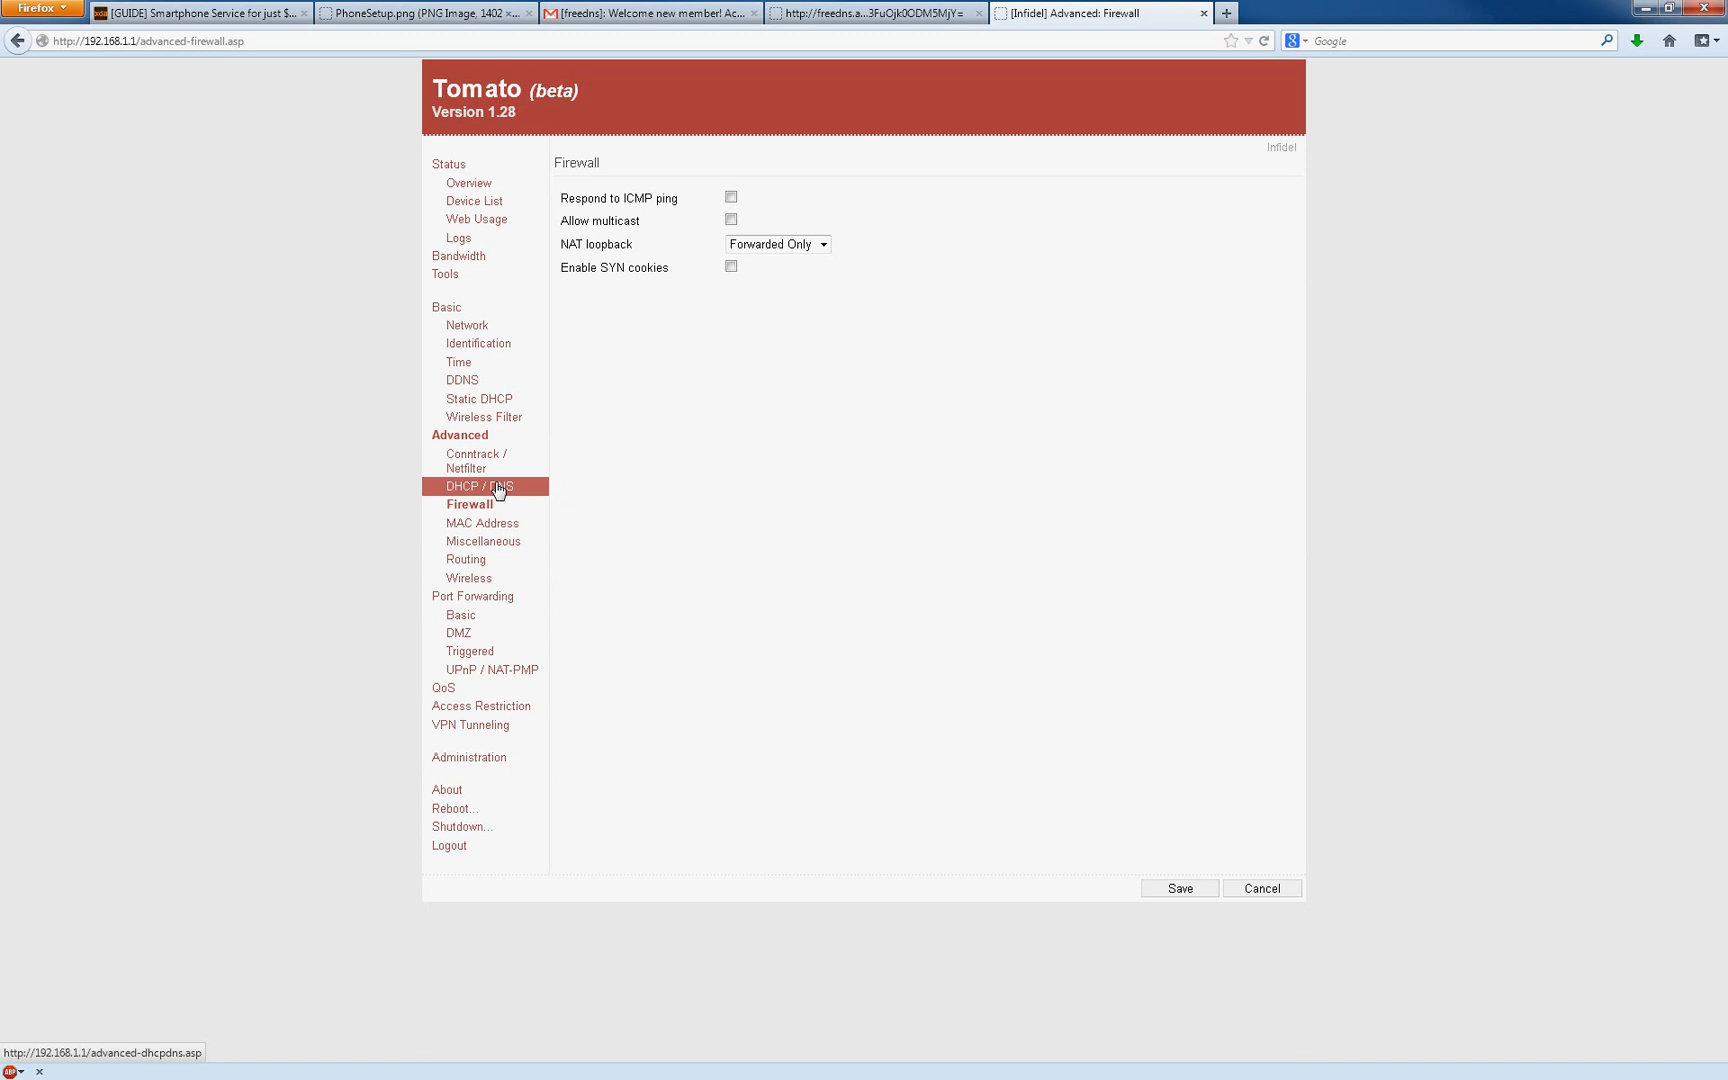 Firefox
[GUIDE] Smartphone Service for just $...
PhoneSetup.png (PNG Image, 1402 ×...
[freedns]: Welcome new member! Ac...
http://freedns.a...3FuOjk0ODM5MjY=
[Infidel] Advanced: Firewall
http://192.168.1.1/advanced-firewall.asp
Google
Tomato (beta)
Version 1.28
Infidel
Status
Overview
Device List
Web Usage
Logs
Bandwidth
Tools
Basic
Network
Identification
Time
DDNS
Static DHCP
Wireless Filter
Advanced
Conntrack /
Netfilter
DHCP / DNS
Firewall
MAC Address
Miscellaneous
Routing
Wireless
Port Forwarding
Basic
DMZ
Triggered
UPnP / NAT-PMP
QoS
Access Restriction
VPN Tunneling
Administration
About
Reboot...
Shutdown...
Logout
Firewall
Respond to ICMP ping
Allow multicast
NAT loopback Forwarded Only
Enable SYN cookies
Save Cancel
http://192.168.1.1/advanced-dhcpdns.asp
ABP